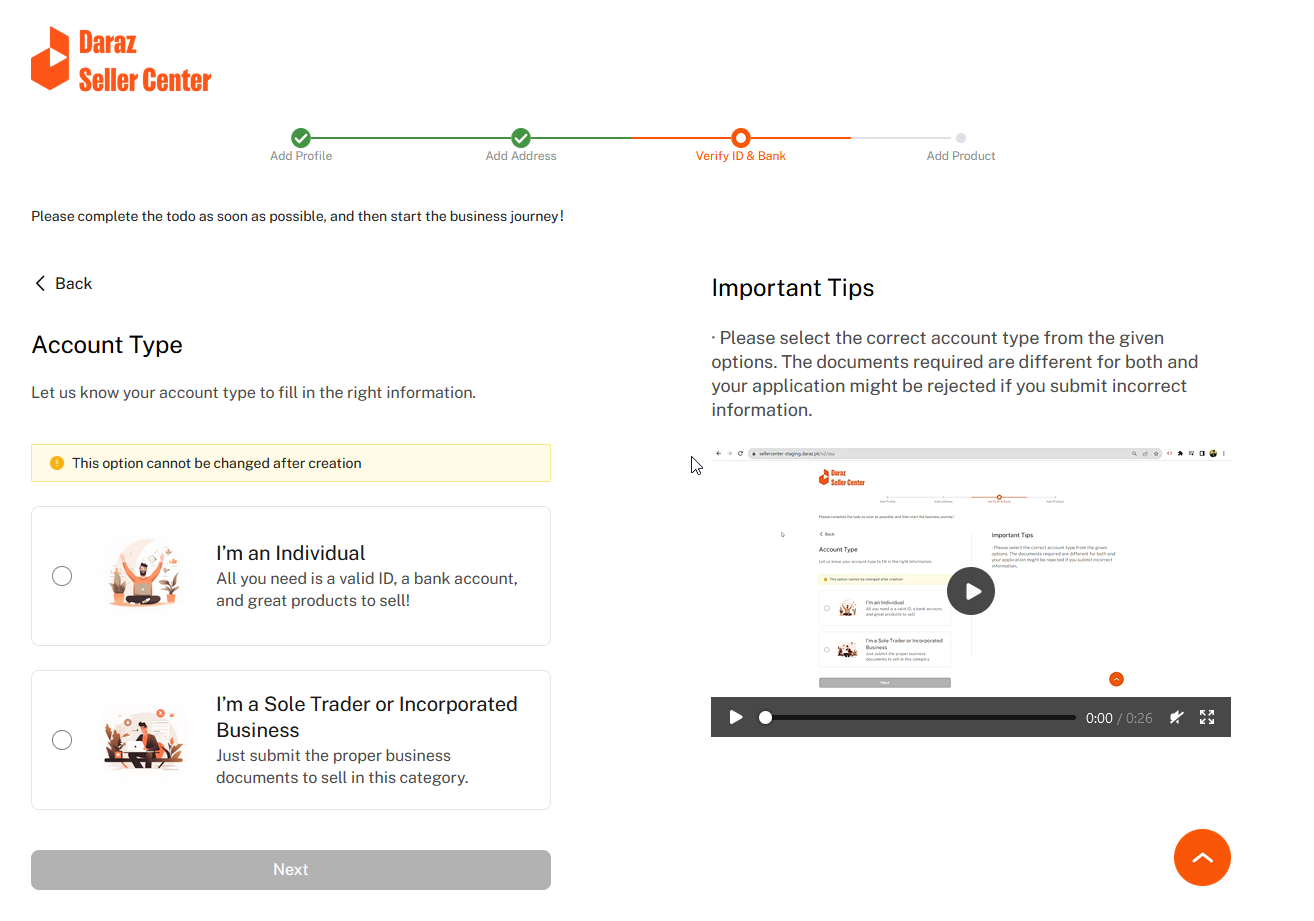 Daraz
Seller Center
Add Profile
Add Address
Verify ID & Bank
Add Product
Please complete the todo as soon as possible, and then start the business journey!
Back
Account Type
Let us know your account type to fill in the right information.
This option cannot be changed after creation
I'm an Individual
All you need is a valid ID, a bank account,
and great products to sell!
I'm a Sole Trader or Incorporated
Business
Just submit the proper business
documents to sell in this category.
Next
Important Tips
· Please select the correct account type from the given
options. The documents required are different for both and
your application might be rejected if you submit incorrect
information.
sellercenter-staging.daraz.pk/v2/seu
Daraz
Seller Center
Add Profile
Add Address
Verify ID & Bank
Add Product
Please complete the todo as soon as possible, and then start the business journey!
Back
Account Type
Let us know your account type to fill in the right information.
This option cannot be changed after creation
I'm an Individual
All you need is a valid ID, a bank account,
and great products to sell!
I'm a Sole Trader or Incorporated
Business
Just submit the proper business
documents to sell in this category.
Next
Important Tips
· Please select the correct account type from the given
options. The documents required are different for both and
your application might be rejected if you submit incorrect
information.
0:00 / 0:26